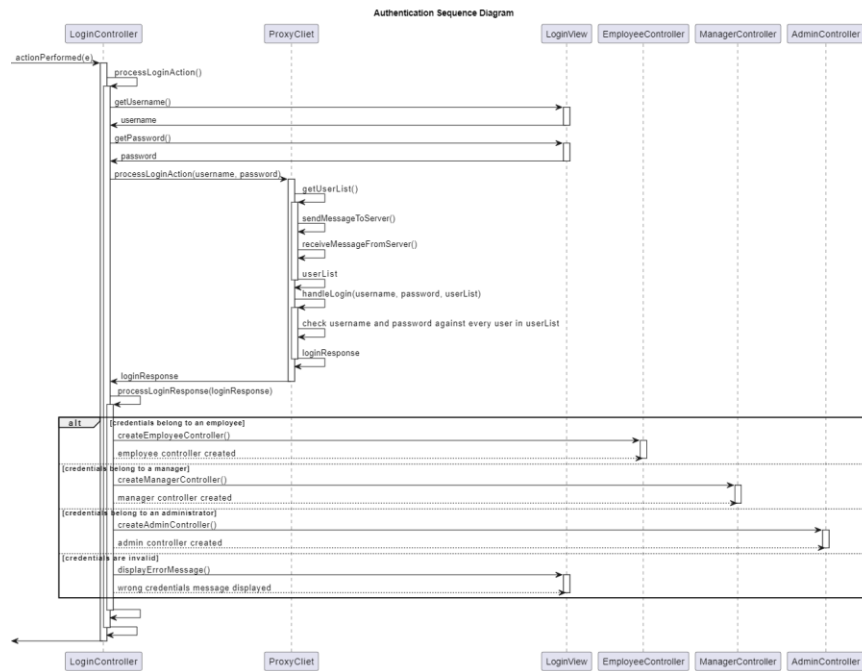 Authentication Sequence Diagram
LoginController ProxyCliet LoginView EmployeeController ManagerController AdminController
actionPerformed(e)
processLoginAction()
getUsername()
username
getPassword()
password
processLoginAction(username, password)
getUserList()
sendMessageToServer()
receiveMessageFromServer()
userList
handleLogin(username, password, userList)
check username and password against every user in userList
loginResponse
loginResponse
processLoginResponse(loginResponse)
alt [credentials belong to an employee]
createEmployeeController()
employee controller created
[credentials belong to a manager]
createManagerController()
manager controller created
[credentials belong to an administrator]
createAdminController()
admin controller created
[credentials are invalid]
displayErrorMessage()
wrong credentials message displayed
LoginController ProxyCliet LoginView EmployeeController ManagerController AdminController